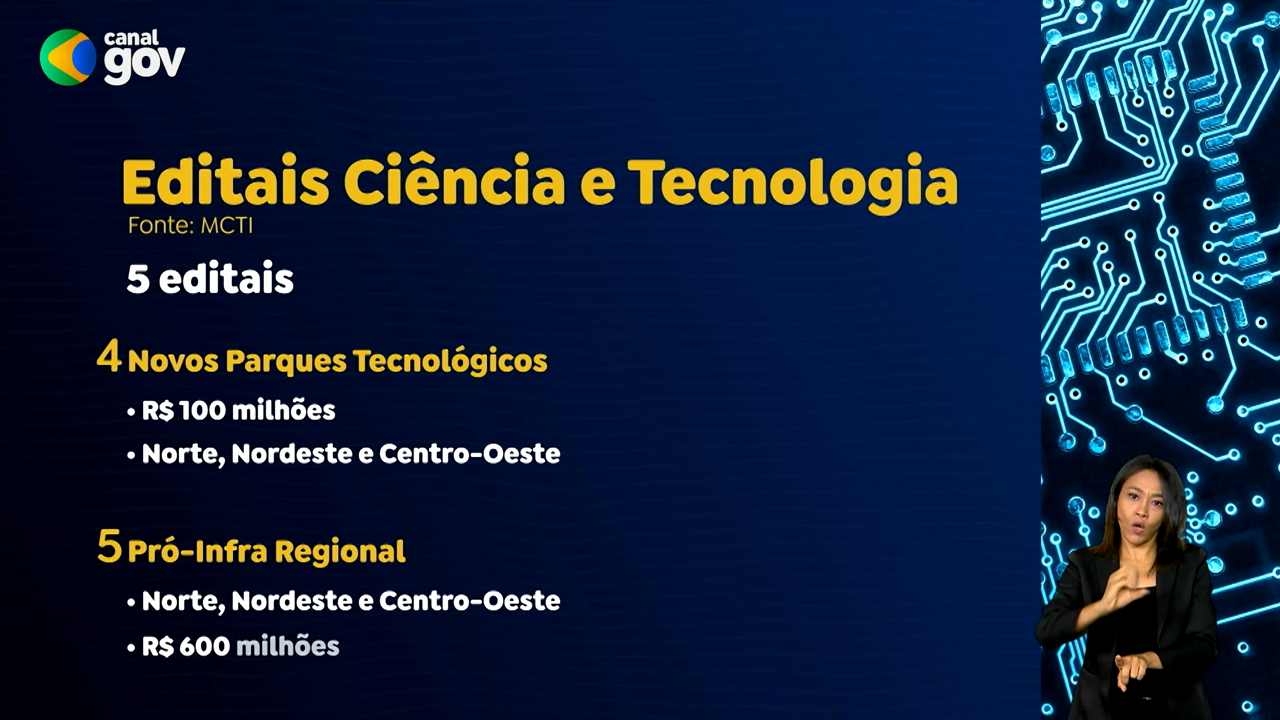 canal
gov
Editais Ciência e Tecnologia
Fonte: MCTI
5 editais
4 Novos Parques Tecnológicos
• R$ 100 milhões
• Norte, Nordeste e Centro-Oeste
5 Pró-Infra Regional
• Norte, Nordeste e Centro-Oeste
• R$ 600 milhões